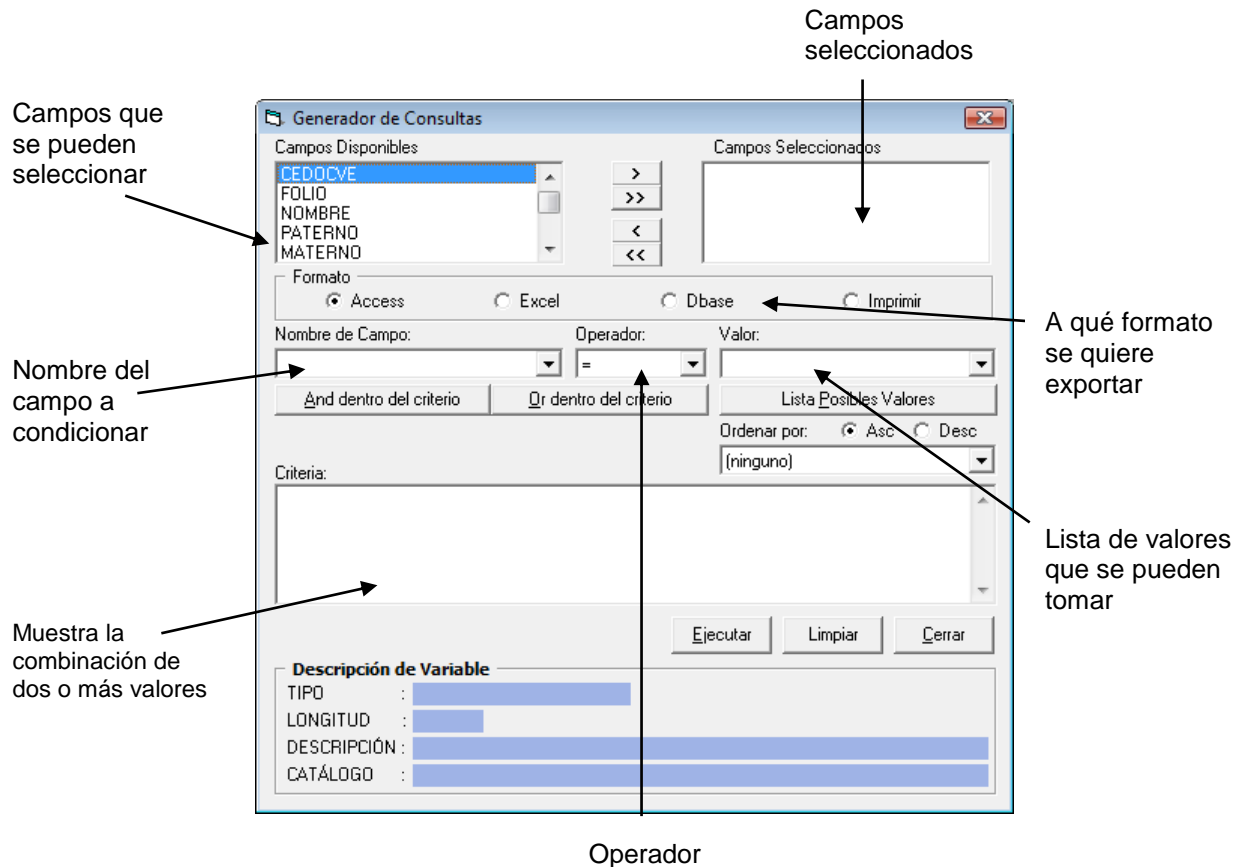 Campos
seleccionados
Campos que
se pueden
seleccionar
Generador de Consultas
Campos Disponibles
Campos Seleccionados
CEDOCVE
FOLIO
NOMBRE
PATERNO
MATERNO
>
>>
<
<<
Formato
Access Excel Dbase Imprimir
A qué formato
se quiere
exportar
Nombre de Campo: Operador: Valor:
=
Nombre del
campo a
condicionar
And dentro del criterio Or dentro del criterio Lista Posibles Valores
Ordenar por: Asc Desc
(ninguno)
Criteria:
Lista de valores
que se pueden
tomar
Muestra la
combinación de
dos o más valores
Ejecutar Limpiar Cerrar
Descripción de Variable
TIPO :
LONGITUD :
DESCRIPCIÓN :
CATÁLOGO :
Operador